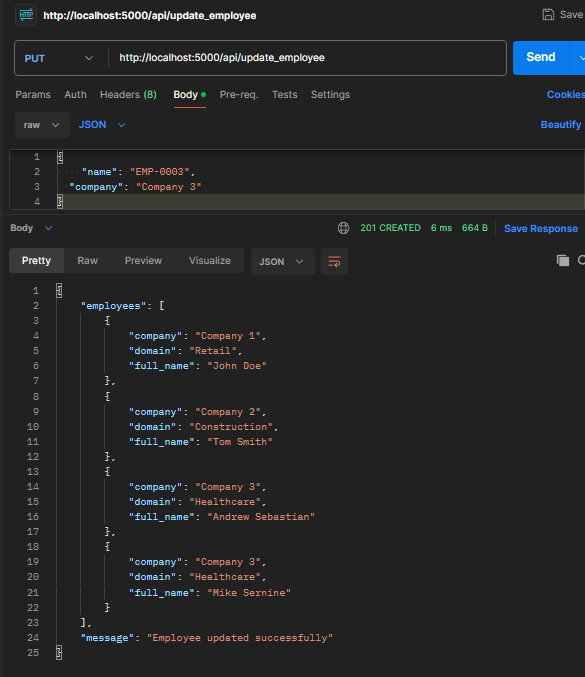 HTTP http://localhost:5000/api/update_employee Save
PUT http://localhost:5000/api/update_employee Send
Params Auth Headers (8) Body Pre-req. Tests Settings Cookies
raw JSON Beautify
1 {
2 "name": "EMP-0003",
3 "company": "Company 3"
4 }
Body 201 CREATED 6 ms 664 B Save Response
Pretty Raw Preview Visualize JSON
1 {
2 "employees": [
3 {
4 "company": "Company 1",
5 "domain": "Retail",
6 "full_name": "John Doe"
7 },
8 {
9 "company": "Company 2",
10 "domain": "Construction",
11 "full_name": "Tom Smith"
12 },
13 {
14 "company": "Company 3",
15 "domain": "Healthcare",
16 "full_name": "Andrew Sebastian"
17 },
18 {
19 "company": "Company 3",
20 "domain": "Healthcare",
21 "full_name": "Mike Sernine"
22 }
23 ],
24 "message": "Employee updated successfully"
25 }